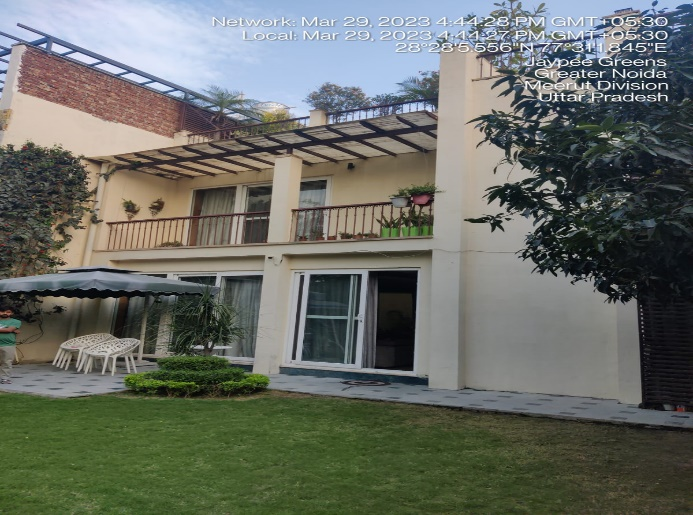 Network: Mar 29, 2023 4:44:28 PM GMT+05:30
Local: Mar 29, 2023 4:44:27 PM GMT+05:30
28°28'5.556"N 77°31'1.845"E
Jaypee Greens
Greater Noida
Meerut Division
Uttar Pradesh